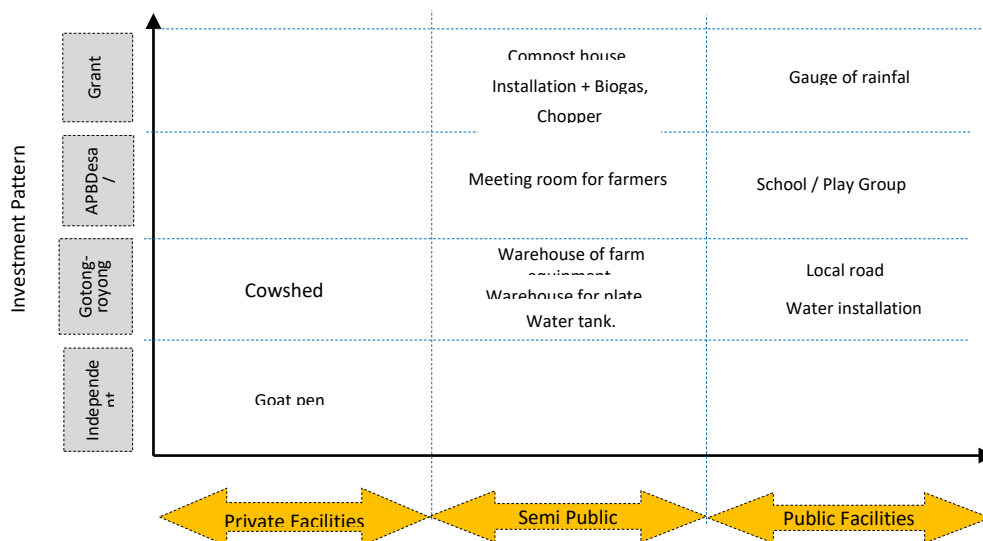 Investment Pattern
Grant
Compost house
Installation + Biogas,
Chopper
Gauge of rainfal
APBDesa
/
Meeting room for farmers
School / Play Group
Gotong-
royong
Cowshed
Warehouse of farm
equipment
Warehouse for plate
Water tank.
Local road
Water installation
Independe
nt
Goat pen
Private Facilities
Semi Public
Public Facilities